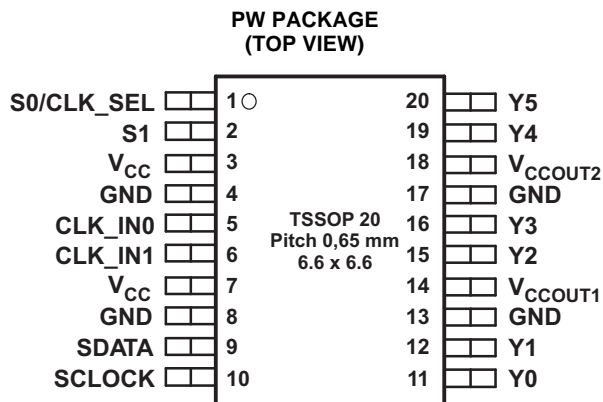 PW PACKAGE
(TOP VIEW)
S0/CLK_SEL 1 20 Y5
S1 2 19 Y4
VCC 3 18 VCCOUT2
GND 4 17 GND
CLK_IN0 5 16 Y3
CLK_IN1 6 15 Y2
VCC 7 14 VCCOUT1
GND 8 13 GND
SDATA 9 12 Y1
SCLOCK 10 11 Y0
TSSOP 20
Pitch 0,65 mm
6.6 x 6.6